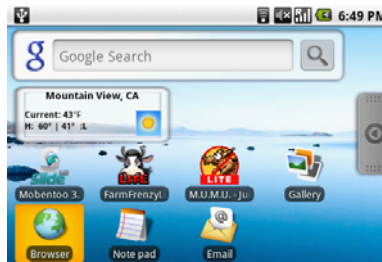 6:49 PM
g Google Search
Mountain View, CA
Current: 43°F
H: 60° | 41° :L
Slide
LITE
LITE
Mobentoo 3.
FarmFrenzyL
M.U.M.U. - Ju
Gallery
Browser
Note pad
Email